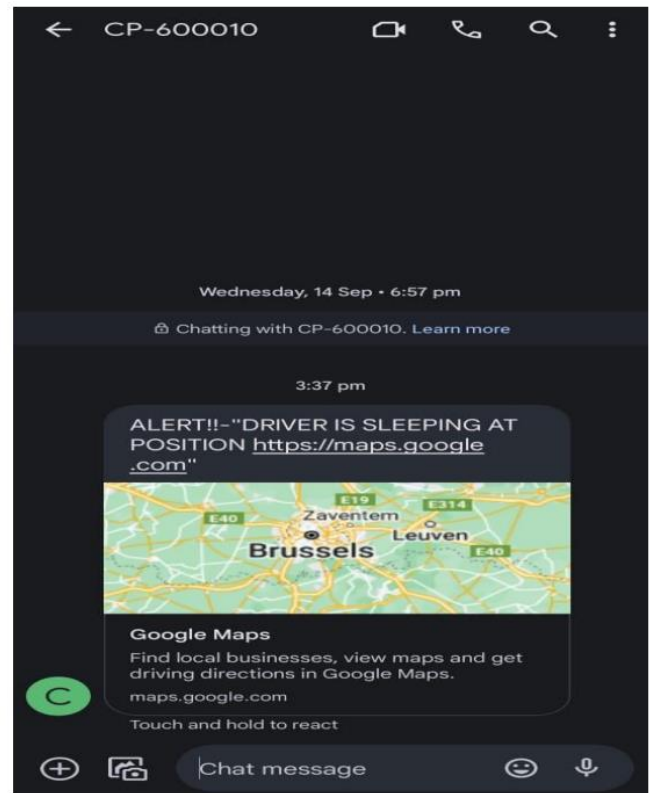 CP-600010
Wednesday, 14 Sep • 6:57 pm
Chatting with CP-600010. Learn more
3:37 pm
ALERT!!-"DRIVER IS SLEEPING AT
POSITION https://maps.google
.com"
E19
E314
E40
Zaventem
Leuven
Brussels
E40
Google Maps
Find local businesses, view maps and get
driving directions in Google Maps.
C
maps.google.com
Touch and hold to react
Chat message